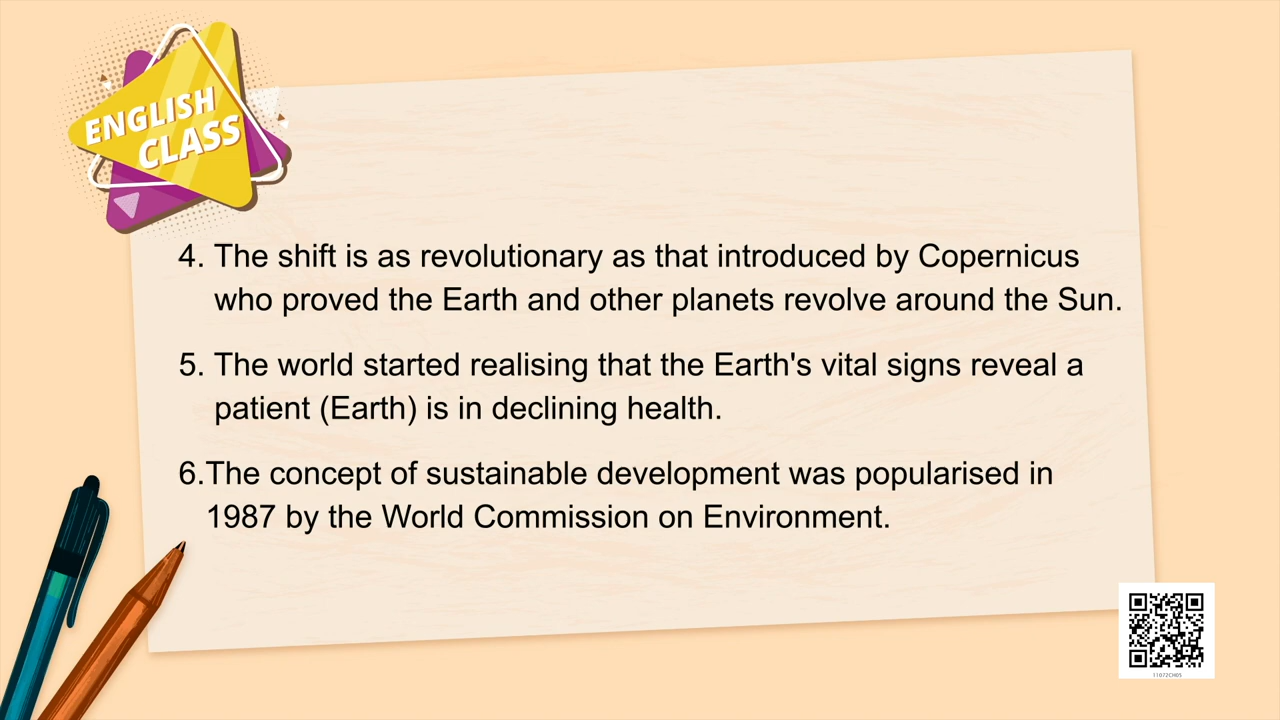 ENGLISH
CLASS
4. The shift is as revolutionary as that introduced by Copernicus
who proved the Earth and other planets revolve around the Sun.
5. The world started realising that the Earth's vital signs reveal a
patient (Earth) is in declining health.
6.The concept of sustainable development was popularised in
1987 by the World Commission on Environment.
11072CH05